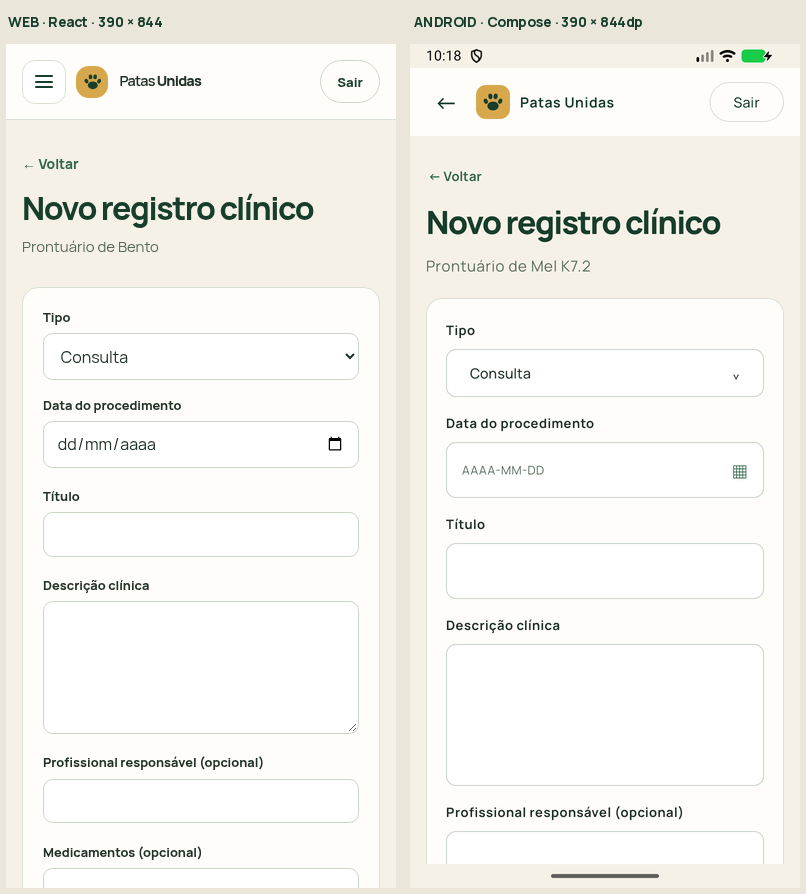 WEB · React · 390 × 844
Patas Unidas
Sair
← Voltar
Novo registro clínico
Prontuário de Bento
Tipo
Consulta
Data do procedimento
dd/mm/aaaa
Título
Descrição clínica
Profissional responsável (opcional)
Medicamentos (opcional)
ANDROID · Compose · 390 × 844dp
10:18
← Patas Unidas
Sair
← Voltar
Novo registro clínico
Prontuário de Mel K7.2
Tipo
Consulta
Data do procedimento
AAAA-MM-DD
Título
Descrição clínica
Profissional responsável (opcional)